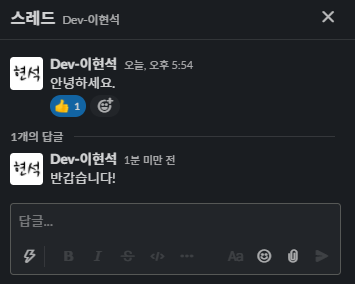 스레드 Dev-이현석
현석 Dev-이현석 오늘, 오후 5:54
안녕하세요.
👍 1
1개의 답글
현석 Dev-이현석 1분 미만 전
반갑습니다!
답글...
B I S </> ··· Aa